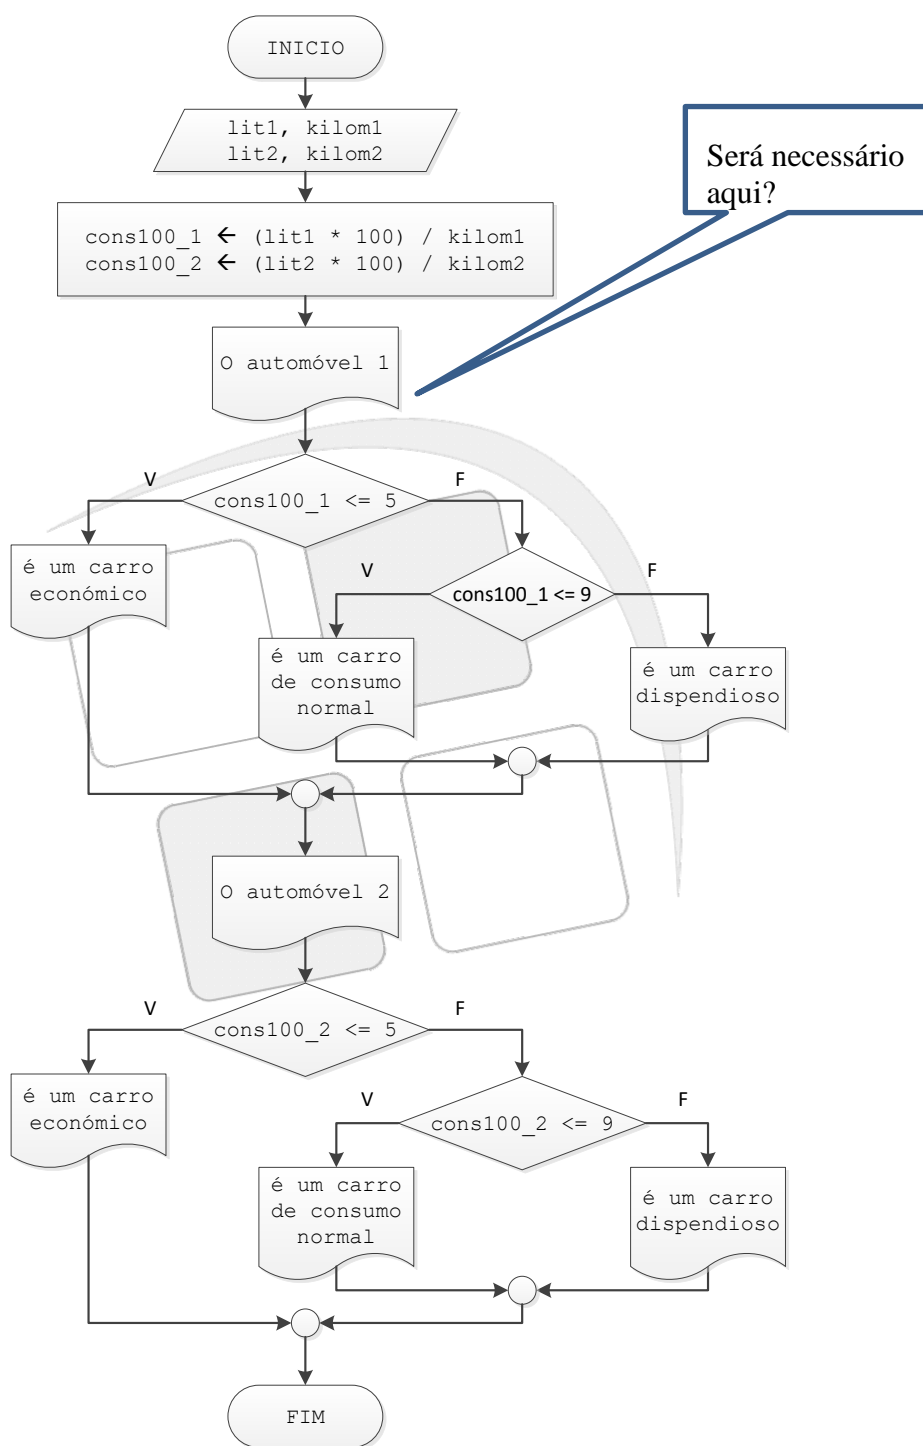 INICIO
lit1, kilom1
lit2, kilom2
Será necessário
aqui?
cons100_1 🡨 (lit1 * 100) / kilom1
cons100_2 🡨 (lit2 * 100) / kilom2
O automóvel 1
V
F
cons100_1 <= 5
é um carro
económico
V
F
cons100_1 <= 9
é um carro
de consumo
normal
é um carro
dispendioso
O automóvel 2
V
F
cons100_2 <= 5
é um carro
económico
V
F
cons100_2 <= 9
é um carro
de consumo
normal
é um carro
dispendioso
FIM